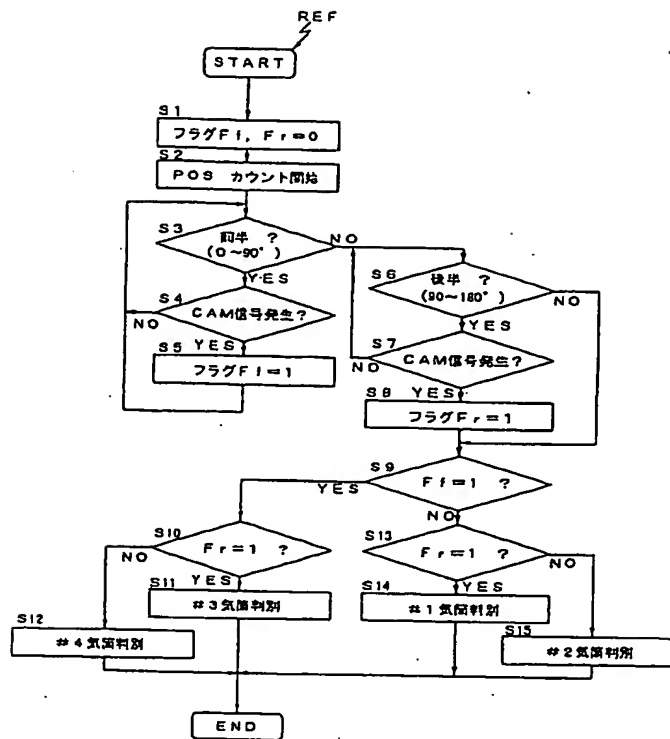 REF
START
S1
フラグFf, Fr=0
S2
POS カウント開始
S3
前半 ?
(0~90°)
NO
YES
S4
CAM信号発生?
NO
YES
S5
フラグFf=1
S6
後半 ?
(90~180°)
NO
YES
S7
CAM信号発生?
NO
YES
S8
フラグFr=1
S9
Ff=1 ?
YES
NO
S10
Fr=1 ?
NO
YES
S11
#3気筒判別
S12
#4気筒判別
S13
Fr=1 ?
NO
YES
S14
#1気筒判別
S15
#2気筒判別
END